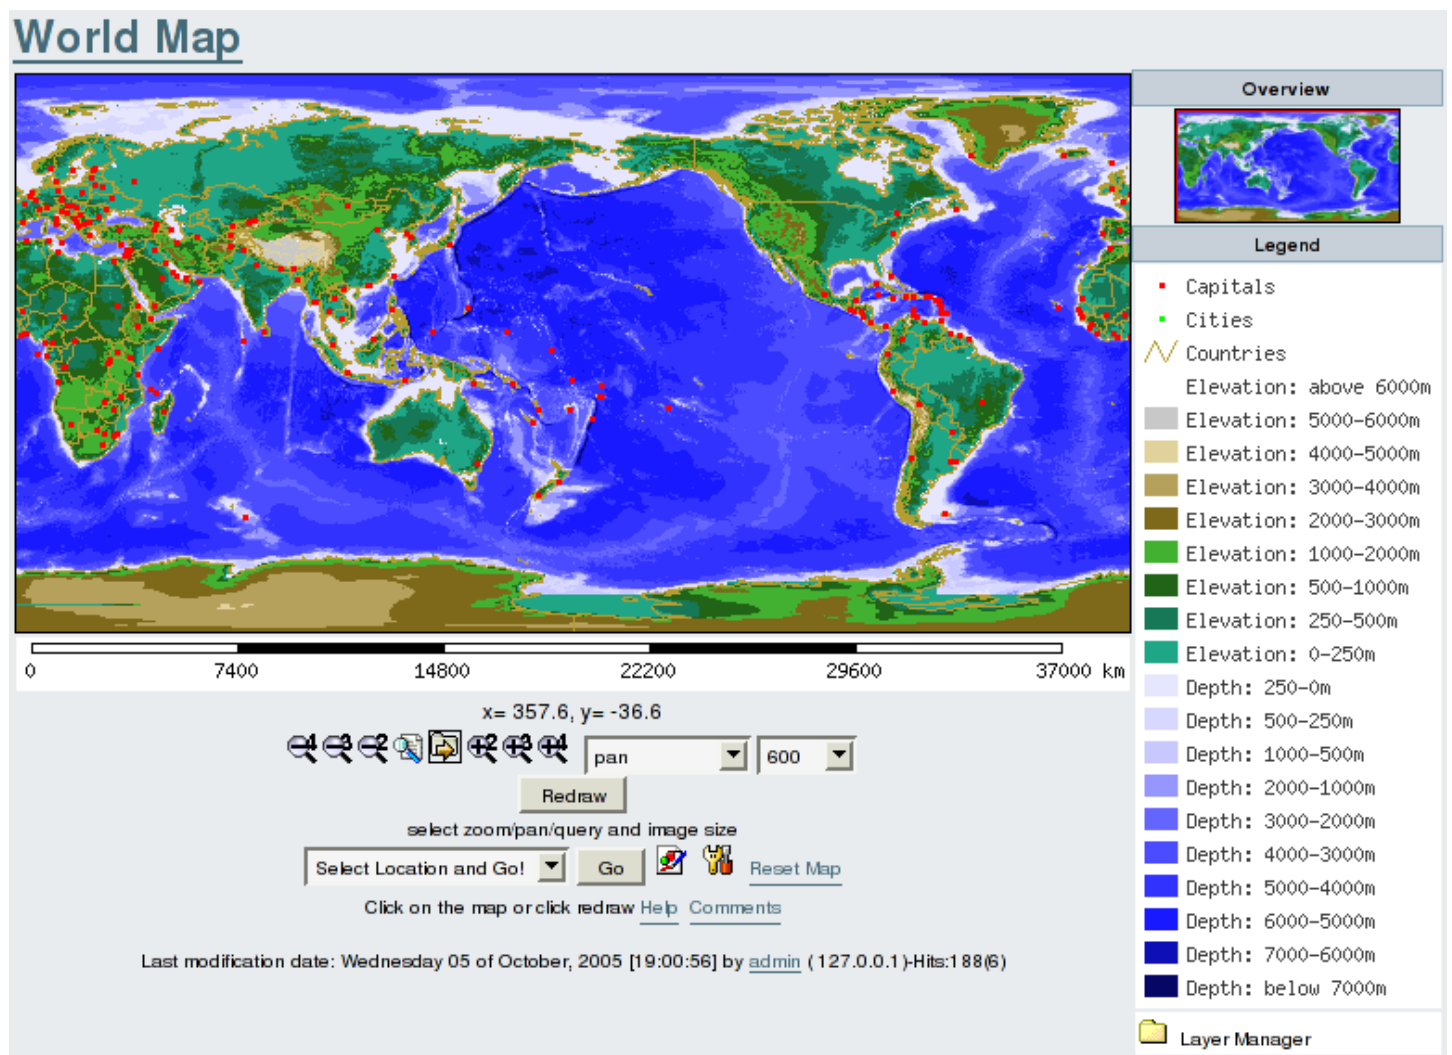 World Map
Overview
Legend
Capitals
Cities
Countries
Elevation: above 6000m
Elevation: 5000-6000m
Elevation: 4000-5000m
Elevation: 3000-4000m
Elevation: 2000-3000m
Elevation: 1000-2000m
Elevation: 500-1000m
Elevation: 250-500m
Elevation: 0-250m
Depth: 250-0m
Depth: 500-250m
Depth: 1000-500m
Depth: 2000-1000m
Depth: 3000-2000m
Depth: 4000-3000m
Depth: 5000-4000m
Depth: 6000-5000m
Depth: 7000-6000m
Depth: below 7000m
Layer Manager
0 7400 14800 22200 29600 37000 km
x= 357.6, y= -36.6
4 3 2 2 3 4 pan 600
Redraw
select zoom/pan/query and image size
Select Location and Go! Go Reset Map
Click on the map or click redraw Help Comments
Last modification date: Wednesday 05 of October, 2005 [19:00:56] by admin (127.0.0.1)-Hits:188(6)